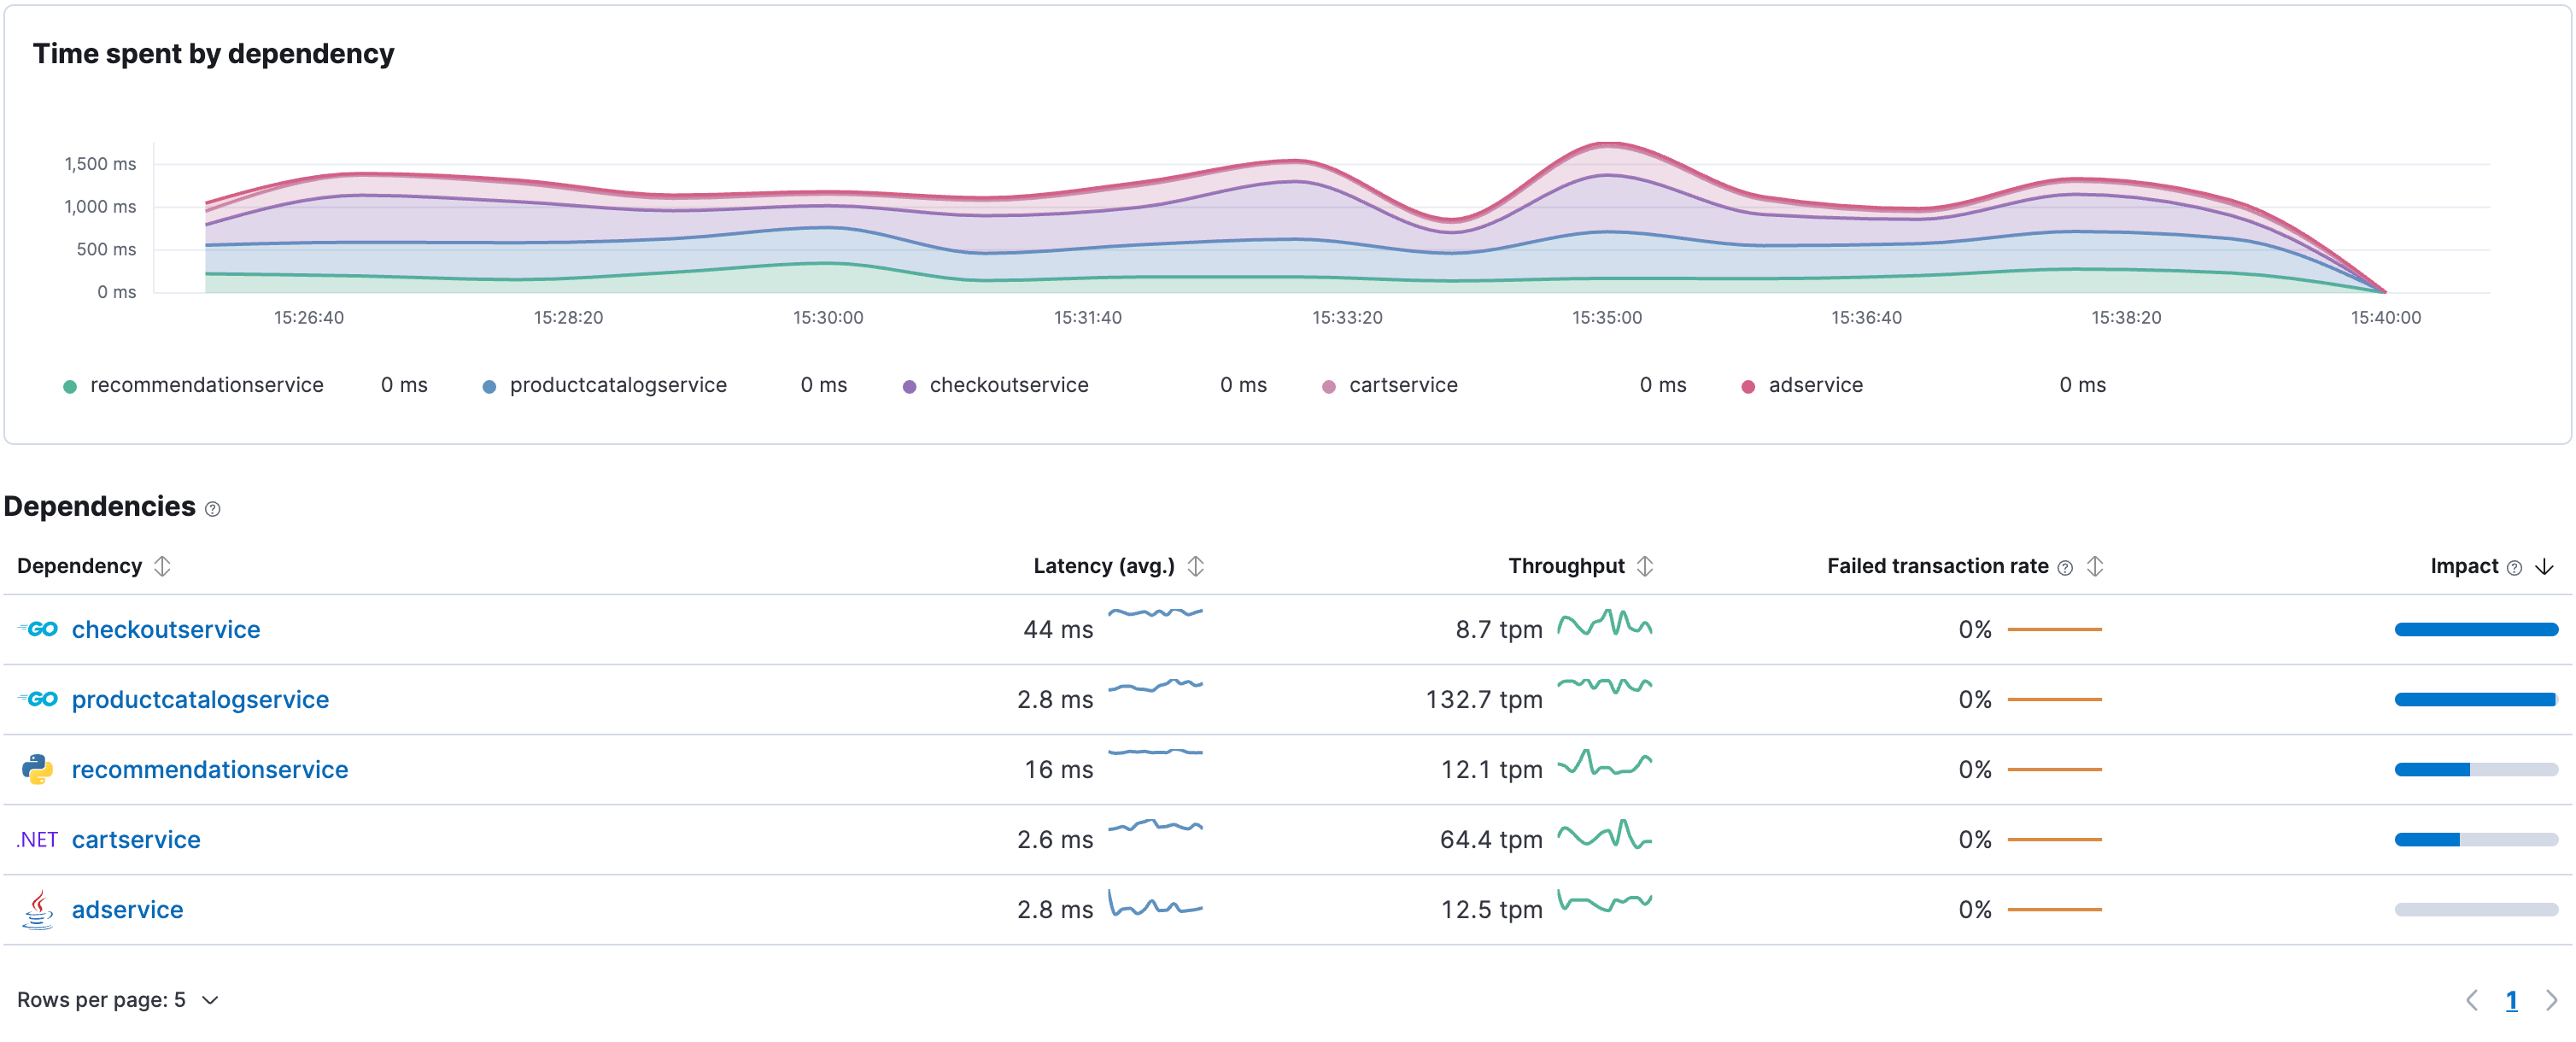 Time spent by dependency
1,500 ms
1,000 ms
500 ms
0 ms
15:26:40 15:28:20 15:30:00 15:31:40 15:33:20 15:35:00 15:36:40 15:38:20 15:40:00
recommendationservice 0 ms productcatalogservice 0 ms checkoutservice 0 ms cartservice 0 ms adservice 0 ms
Dependencies ?
Dependency Latency (avg.) Throughput Failed transaction rate ? Impact ?
GO checkoutservice 44 ms 8.7 tpm 0%
GO productcatalogservice 2.8 ms 132.7 tpm 0%
recommendationservice 16 ms 12.1 tpm 0%
.NET cartservice 2.6 ms 64.4 tpm 0%
adservice 2.8 ms 12.5 tpm 0%
Rows per page: 5 1